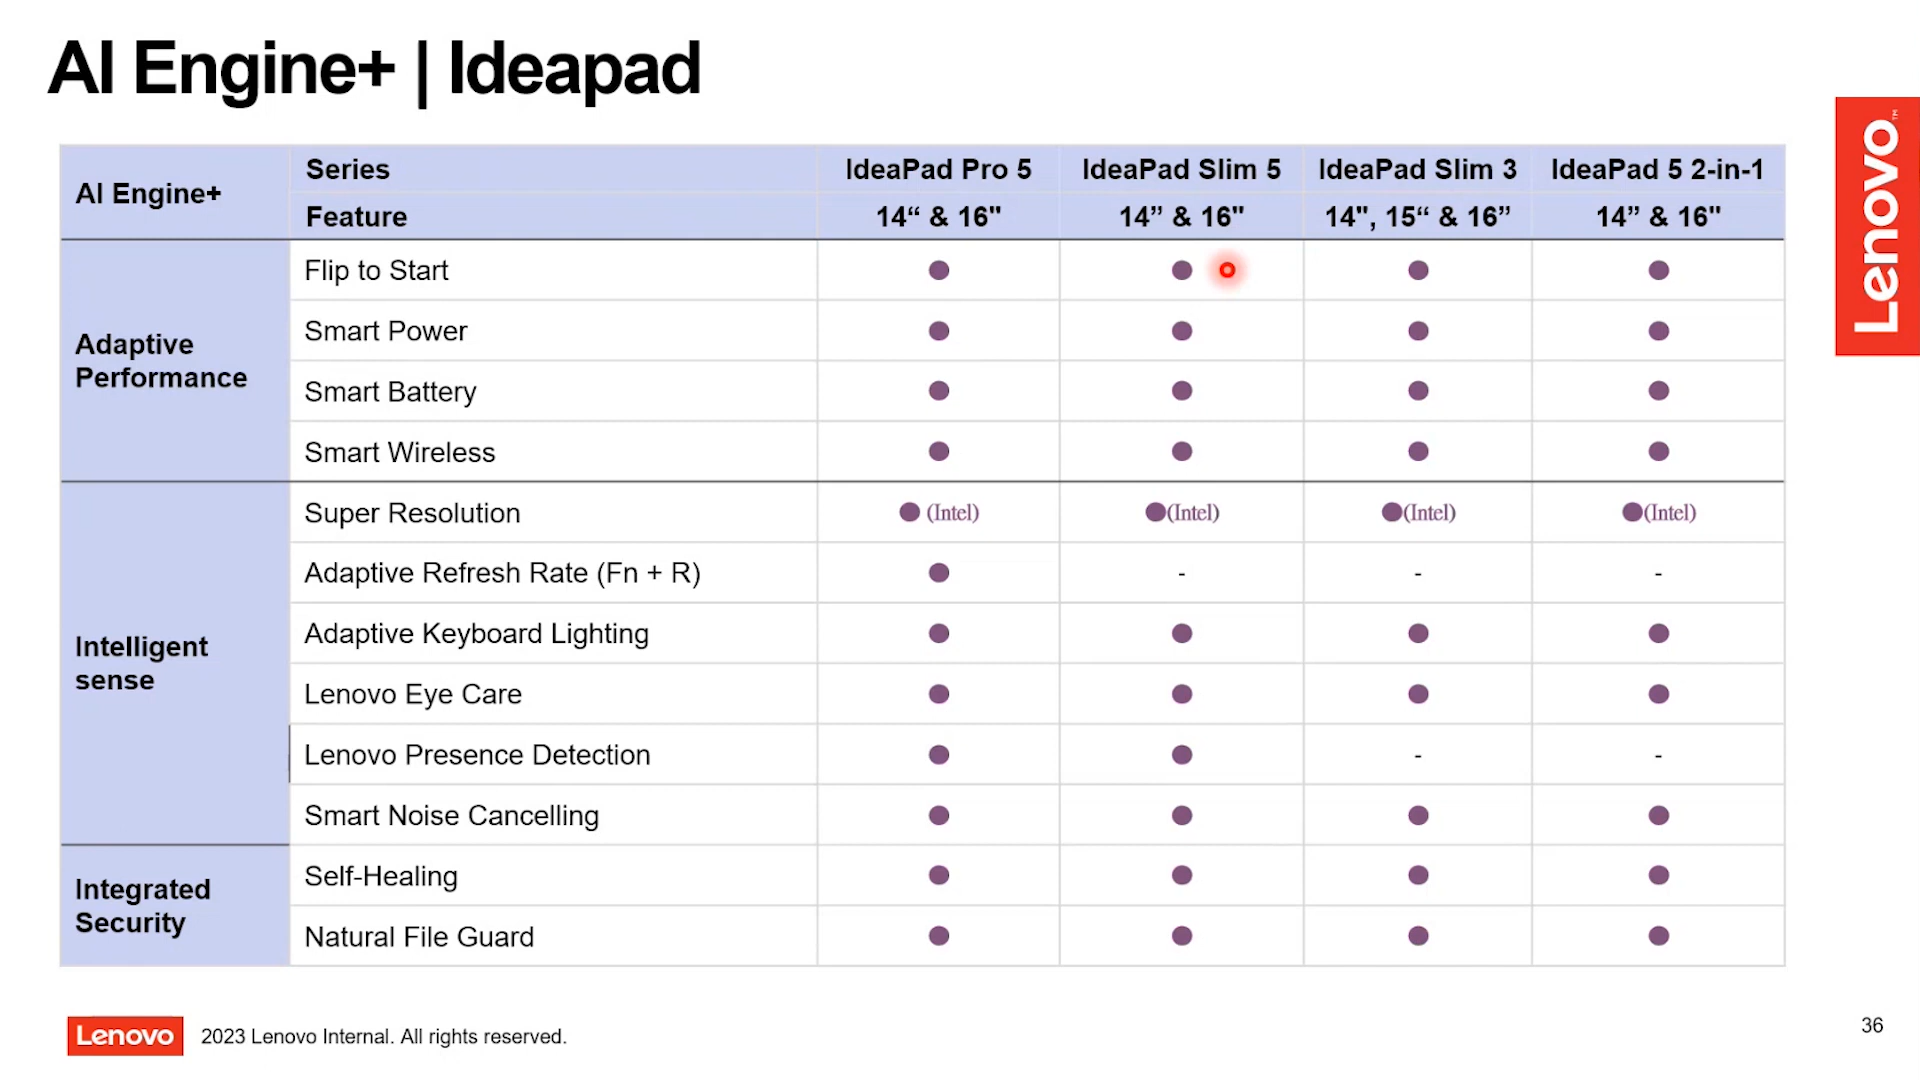 AI Engine+ | Ideapad
Lenovo™
AI Engine+ Series IdeaPad Pro 5 IdeaPad Slim 5 IdeaPad Slim 3 IdeaPad 5 2-in-1
Feature 14“ & 16" 14” & 16" 14", 15“ & 16” 14” & 16"
Adaptive
Performance
Flip to Start
Smart Power
Smart Battery
Smart Wireless
Intelligent
sense
Super Resolution (Intel) (Intel) (Intel) (Intel)
Adaptive Refresh Rate (Fn + R) - - -
Adaptive Keyboard Lighting
Lenovo Eye Care
Lenovo Presence Detection - -
Smart Noise Cancelling
Integrated
Security
Self-Healing
Natural File Guard
Lenovo 2023 Lenovo Internal. All rights reserved.
36